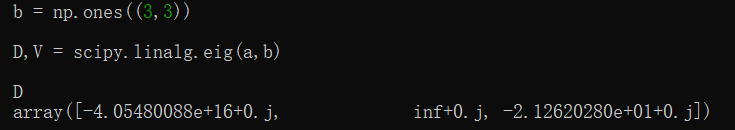 b = np.ones((3,3))
D,V = scipy.linalg.eig(a,b)
D
array([-4.05480088e+16+0.j,             inf+0.j, -2.12620280e+01+0.j])